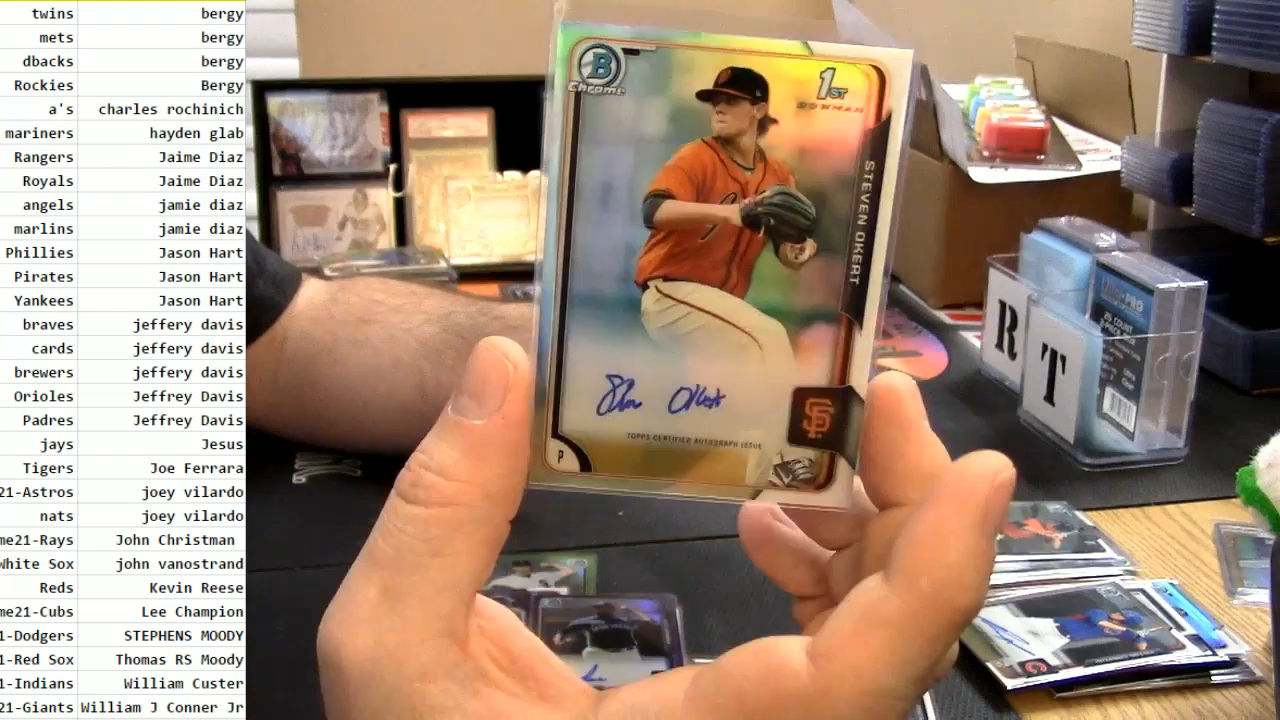 twins bergy
mets bergy
dbacks bergy
Rockies Bergy
a's charles rochinich
mariners hayden glab
Rangers Jaime Diaz
Royals Jaime Diaz
angels jamie diaz
marlins jamie diaz
Phillies Jason Hart
Pirates Jason Hart
Yankees Jason Hart
braves jeffery davis
cards jeffery davis
brewers jeffery davis
Orioles Jeffrey Davis
Padres Jeffrey Davis
jays Jesus
Tigers Joe Ferrara
21-Astros joey vilardo
nats joey vilardo
me21-Rays John Christman
White Sox john vanostrand
Reds Kevin Reese
me21-Cubs Lee Champion
1-Dodgers STEPHENS MOODY
1-Red Sox Thomas RS Moody
1-Indians William Custer
21-Giants William J Conner Jr
B
Chrome
1ST
BOWMAN
STEVEN OKERT
SF
TOPPS CERTIFIED AUTOGRAPH ISSUE
P
R
T
PRO
25 COUNT